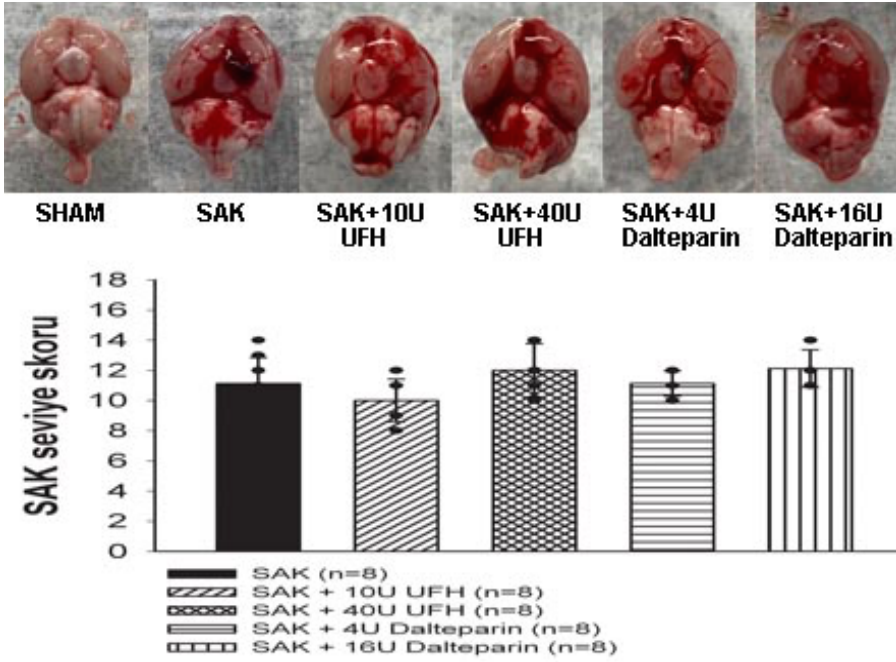 SHAM SAK SAK+10U UFH SAK+40U UFH SAK+4U Dalteparin SAK+16U Dalteparin
SAK seviye skoru
18
16
14
12
10
8
6
4
2
0
SAK (n=8)
SAK + 10U UFH (n=8)
SAK + 40U UFH (n=8)
SAK + 4U Dalteparin (n=8)
SAK + 16U Dalteparin (n=8)